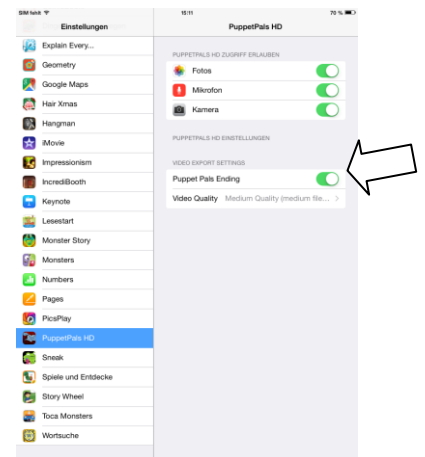 SIM fehlt 15:11 70 %
Einstellungen
PuppetPals HD
Explain Every...
Geometry
Google Maps
Hair Xmas
Hangman
iMovie
Impressionism
IncrediBooth
Keynote
Lesestart
Monster Story
Monsters
Numbers
Pages
PicsPlay
PuppetPals HD
Sneak
Spiele und Entdecke
Story Wheel
Toca Monsters
Wortsuche
PUPPETPALS HD ZUGRIFF ERLAUBEN
Fotos
Mikrofon
Kamera
PUPPETPALS HD EINSTELLUNGEN
VIDEO EXPORT SETTINGS
Puppet Pals Ending
Video Quality Medium Quality (medium file...